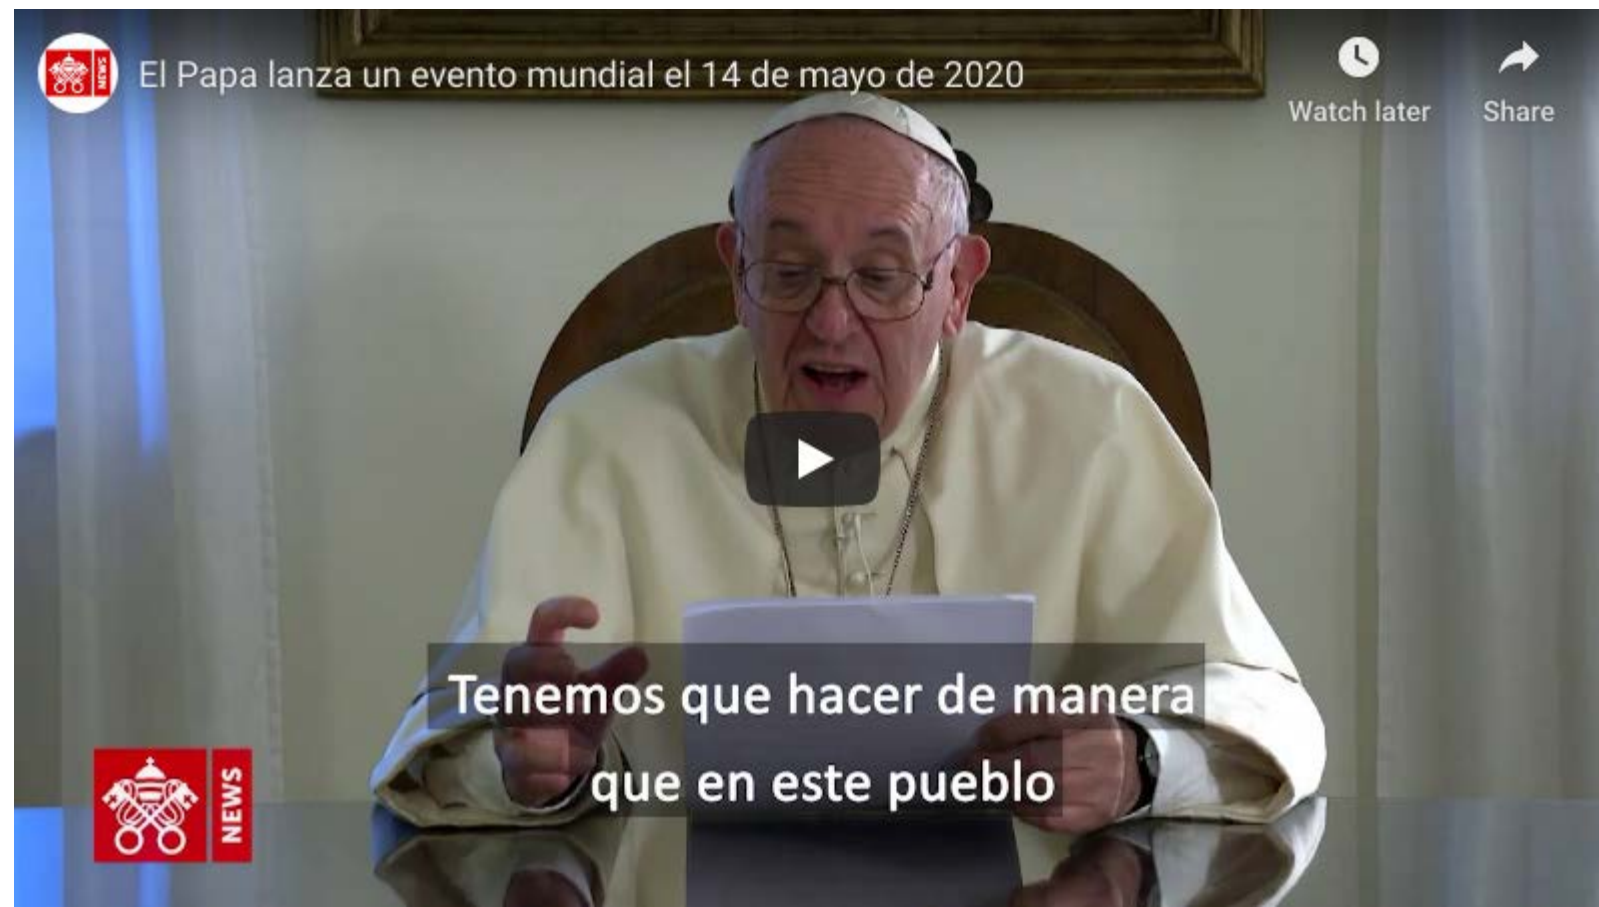 NEWS
El Papa lanza un evento mundial el 14 de mayo de 2020
Watch later
Share
Tenemos que hacer de manera
que en este pueblo
NEWS